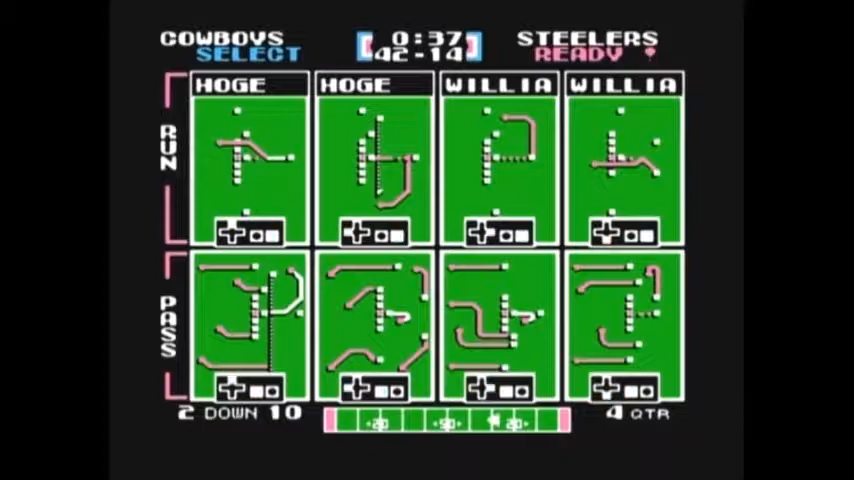 COWBOYS 0:37 STEELERS
SELECT 42-14 READY
HOGE HOGE WILLIA WILLIA
RUN
PASS
2 DOWN 10 20 50 20 4 QTR